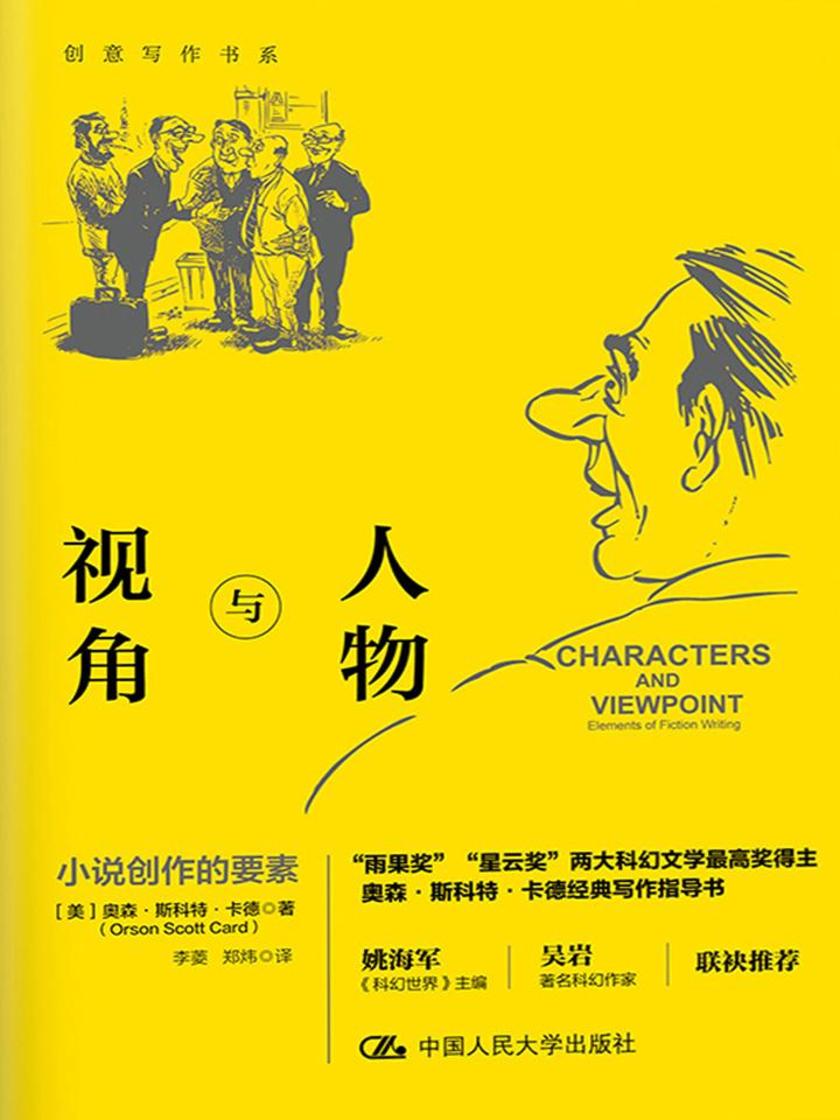 创意写作书系
人物
与
视角
CHARACTERS
AND
VIEWPOINT
Elements of Fiction Writing
小说创作的要素
［美］奥森·斯科特·卡德◎著
（Orson Scott Card）
李菱 郑炜◎译
“雨果奖”“星云奖”两大科幻文学最高奖得主
奥森·斯科特·卡德经典写作指导书
姚海军
《科幻世界》主编
吴岩
著名科幻作家
联袂推荐
中国人民大学出版社